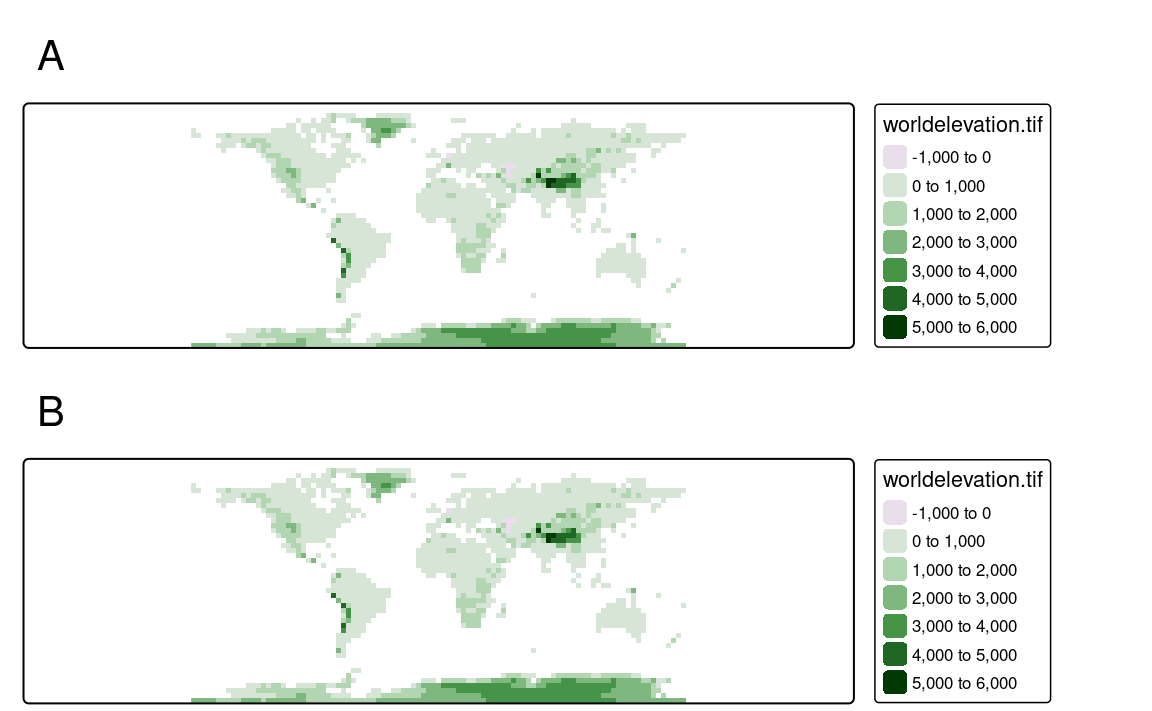 A
worldelevation.tif
-1,000 to 0
0 to 1,000
1,000 to 2,000
2,000 to 3,000
3,000 to 4,000
4,000 to 5,000
5,000 to 6,000
B
worldelevation.tif
-1,000 to 0
0 to 1,000
1,000 to 2,000
2,000 to 3,000
3,000 to 4,000
4,000 to 5,000
5,000 to 6,000